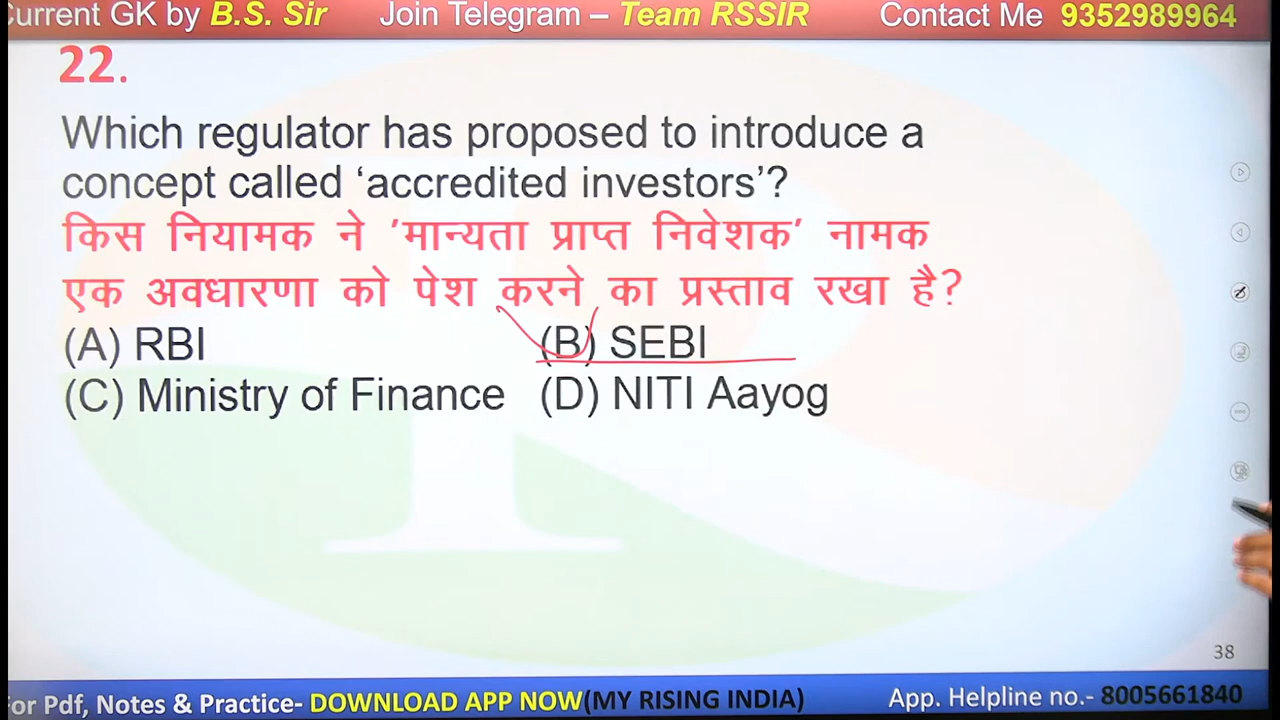 Current GK by B.S. Sir Join Telegram – Team RSSIR Contact Me 9352989964
22.
Which regulator has proposed to introduce a
concept called ‘accredited investors’?
किस नियामक ने ’मान्यता प्राप्त निवेशक’ नामक
एक अवधारणा को पेश करने का प्रस्ताव रखा है?
(A) RBI (B) SEBI
(C) Ministry of Finance (D) NITI Aayog
38
For Pdf, Notes & Practice- DOWNLOAD APP NOW(MY RISING INDIA) App. Helpline no.- 8005661840